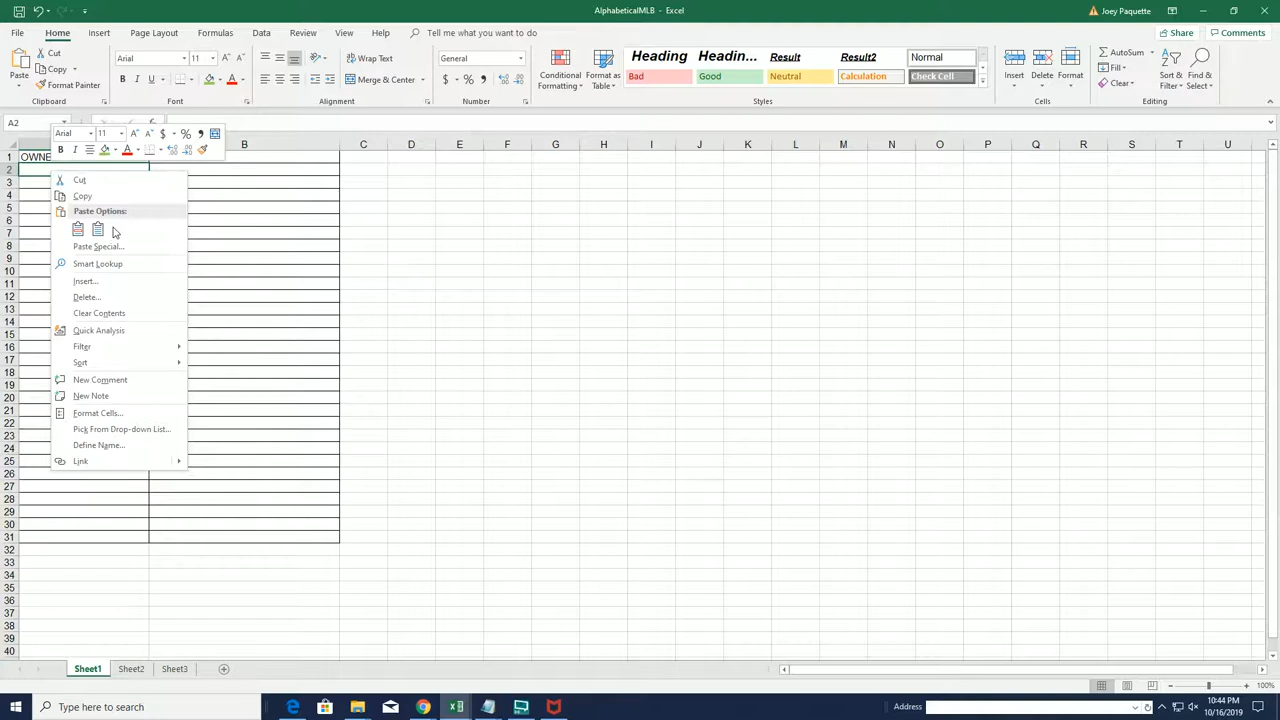 AlphabeticalMLB - Excel
Joey Paquette
File Home Insert Page Layout Formulas Data Review View Help Tell me what you want to do
Share Comments
Paste Cut Copy Format Painter
Arial 11
B I U A
Wrap Text
Merge & Center
General
$ %
Conditional Formatting Format as Table
Heading Headin... Result Result2 Normal
Bad Good Neutral Calculation Check Cell
Insert Delete Format
AutoSum Fill Clear
Sort & Filter Find & Select
Clipboard Font Alignment Number Styles Cells Editing
A2
Arial 11 A A $ % 9
B I A
B C D E F G H I J K L M N O P Q R S T U
1 OWNE
2
3
4
5
6
7
8
9
10
11
12
13
14
15
16
17
18
19
20
21
22
23
24
25
26
27
28
29
30
31
32
33
34
35
36
37
38
39
40
Cut
Copy
Paste Options:
Paste Special...
Smart Lookup
Insert...
Delete...
Clear Contents
Quick Analysis
Filter
Sort
New Comment
New Note
Format Cells...
Pick From Drop-down List...
Define Name...
Link
Sheet1 Sheet2 Sheet3
100%
Type here to search
Address
10:44 PM
10/16/2019